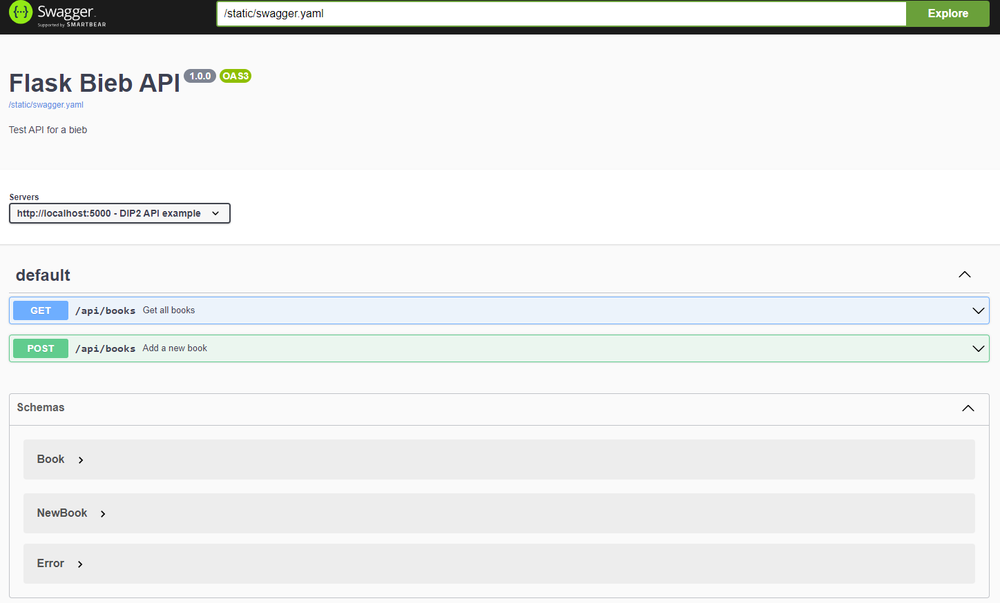 Swagger.
Supported by SMARTBEAR
/static/swagger.yaml
Explore
Flask Bieb API 1.0.0 OAS3
/static/swagger.yaml
Test API for a bieb
Servers
http://localhost:5000 - DIP2 API example
default
GET /api/books Get all books
POST /api/books Add a new book
Schemas
Book
NewBook
Error